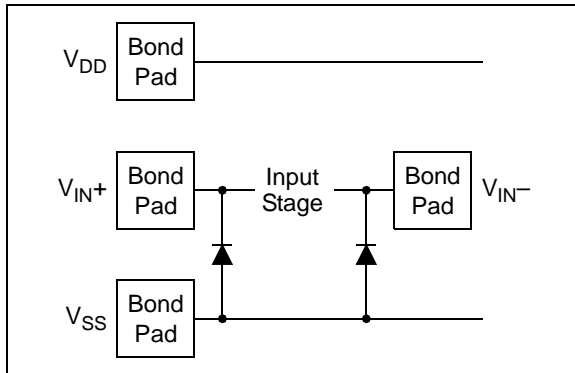 V_DD
Bond
Pad
V_IN+
Bond
Pad
Input
Stage
Bond
Pad
V_IN–
V_SS
Bond
Pad